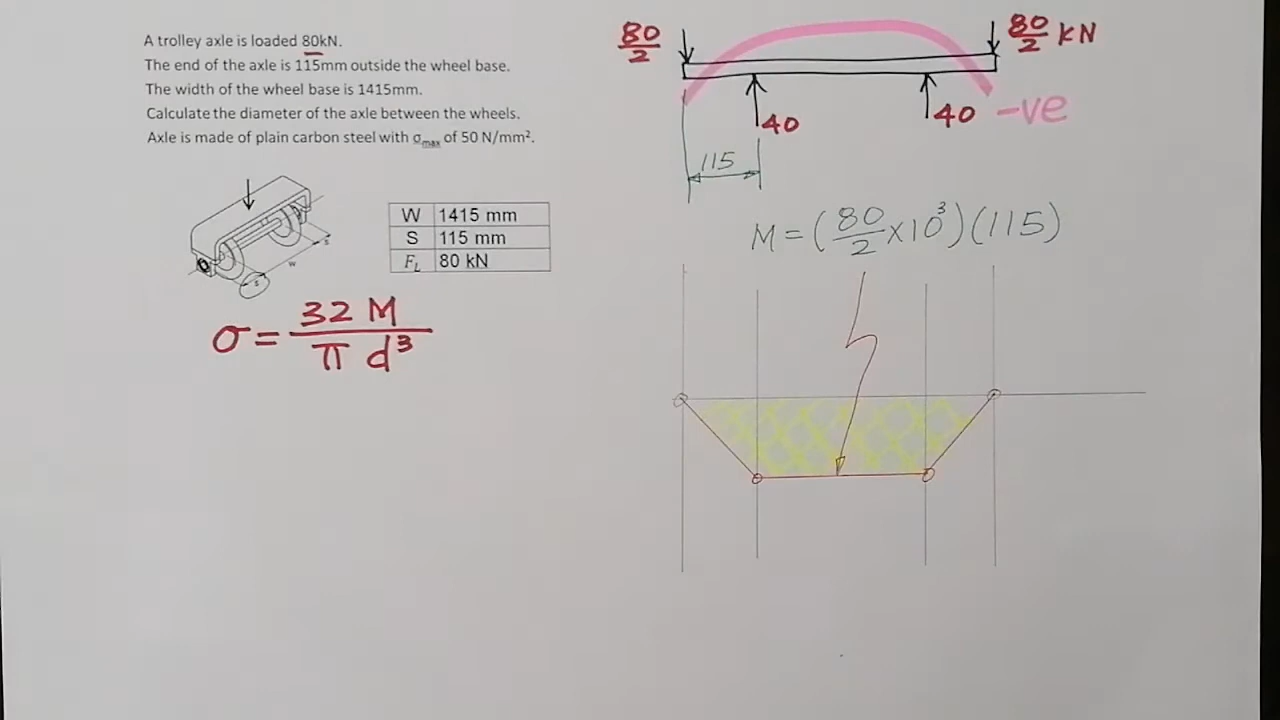 A trolley axle is loaded 80kN.
The end of the axle is 115mm outside the wheel base.
The width of the wheel base is 1415mm.
Calculate the diameter of the axle between the wheels.
Axle is made of plain carbon steel with σmax of 50 N/mm².
W 1415 mm
S 115 mm
FL 80 kN
σ = 32 M / π d³
80/2
80/2 KN
40
40 -ve
115
M = (80/2 × 10³)(115)